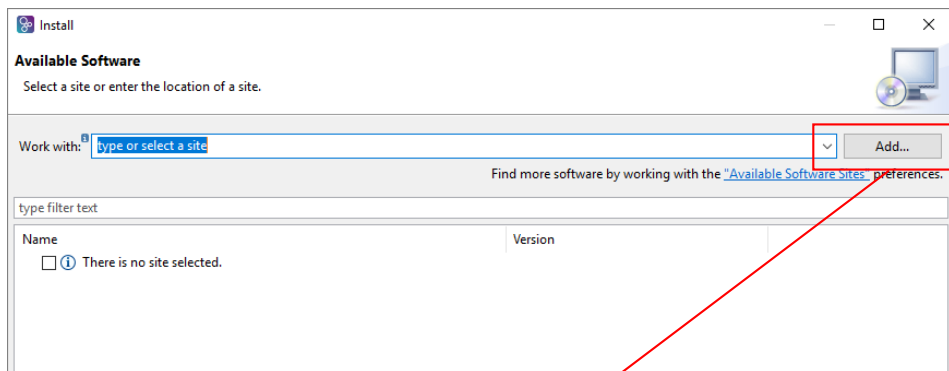 Install
Available Software
Select a site or enter the location of a site.
Work with: type or select a site Add...
Find more software by working with the "Available Software Sites" preferences.
type filter text
Name Version
There is no site selected.